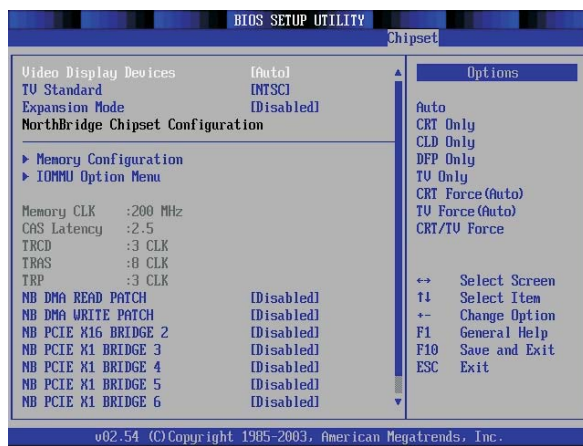 BIOS SETUP UTILITY
Chipset
Video Display Devices [Auto]
TV Standard [NTSC]
Expansion Mode [Disabled]
NorthBridge Chipset Configuration
▶ Memory Configuration
▶ IOMMU Option Menu
Memory CLK :200 MHz
CAS Latency :2.5
TRCD :3 CLK
TRAS :8 CLK
TRP :3 CLK
NB DMA READ PATCH [Disabled]
NB DMA WRITE PATCH [Disabled]
NB PCIE X16 BRIDGE 2 [Disabled]
NB PCIE X1 BRIDGE 3 [Disabled]
NB PCIE X1 BRIDGE 4 [Disabled]
NB PCIE X1 BRIDGE 5 [Disabled]
NB PCIE X1 BRIDGE 6 [Disabled]
Options
Auto
CRT Only
CLD Only
DFP Only
TV Only
CRT Force(Auto)
TV Force(Auto)
CRT/TV Force
↔ Select Screen
↑↓ Select Item
+- Change Option
F1 General Help
F10 Save and Exit
ESC Exit
v02.54 (C)Copyright 1985-2003, American Megatrends, Inc.